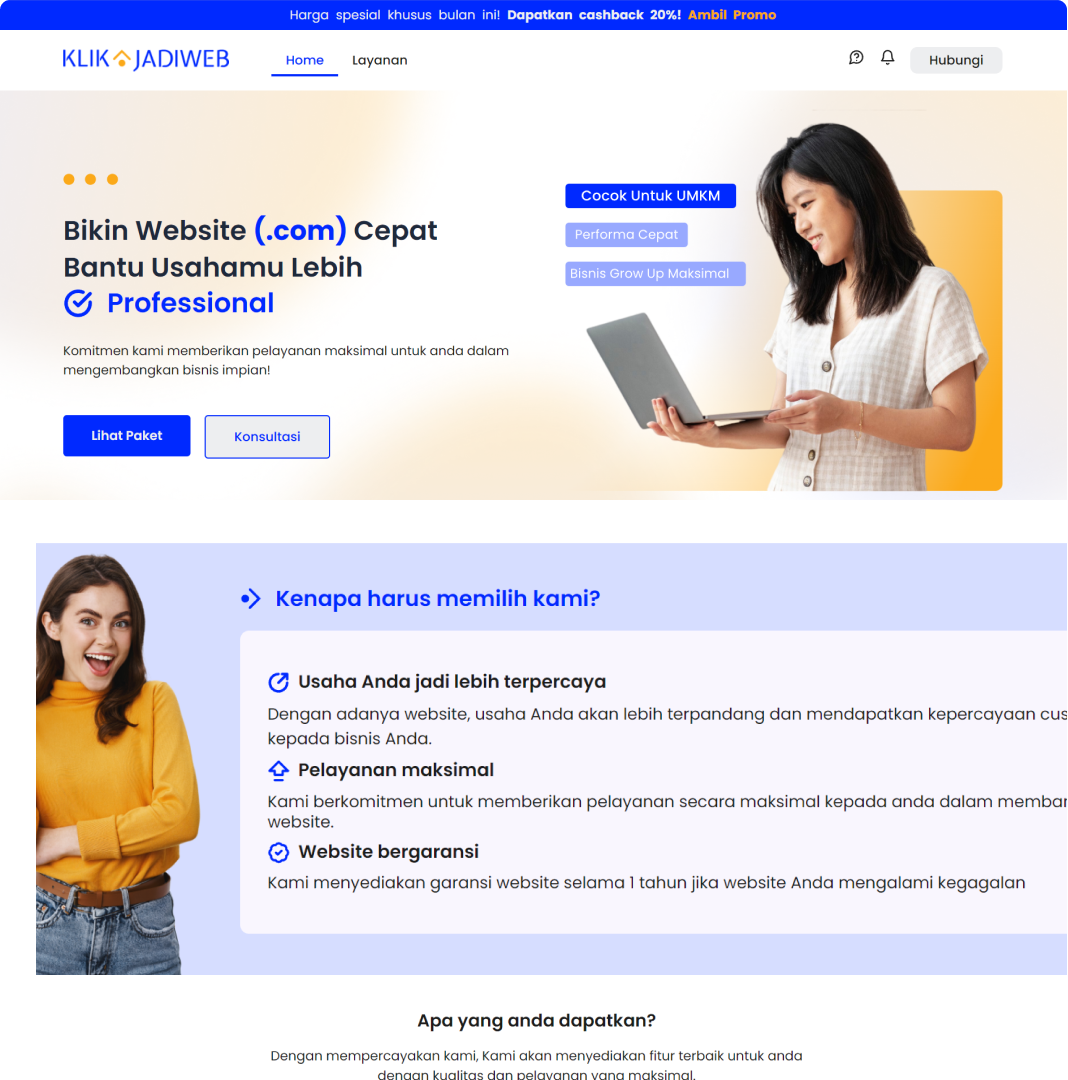 Harga spesial khusus bulan ini! Dapatkan cashback 20%! Ambil Promo
KLIK JADIWEB
Home
Layanan
Hubungi
Bikin Website (.com) Cepat
Bantu Usahamu Lebih
Professional
Komitmen kami memberikan pelayanan maksimal untuk anda dalam
mengembangkan bisnis impian!
Lihat Paket
Konsultasi
Cocok Untuk UMKM
Performa Cepat
Bisnis Grow Up Maksimal
Kenapa harus memilih kami?
Usaha Anda jadi lebih terpercaya
Dengan adanya website, usaha Anda akan lebih terpandang dan mendapatkan kepercayaan cus
kepada bisnis Anda.
Pelayanan maksimal
Kami berkomitmen untuk memberikan pelayanan secara maksimal kepada anda dalam memba
website.
Website bergaransi
Kami menyediakan garansi website selama 1 tahun jika website Anda mengalami kegagalan
Apa yang anda dapatkan?
Dengan mempercayakan kami, Kami akan menyediakan fitur terbaik untuk anda
dengan kualitas dan pelayanan yang maksimal.